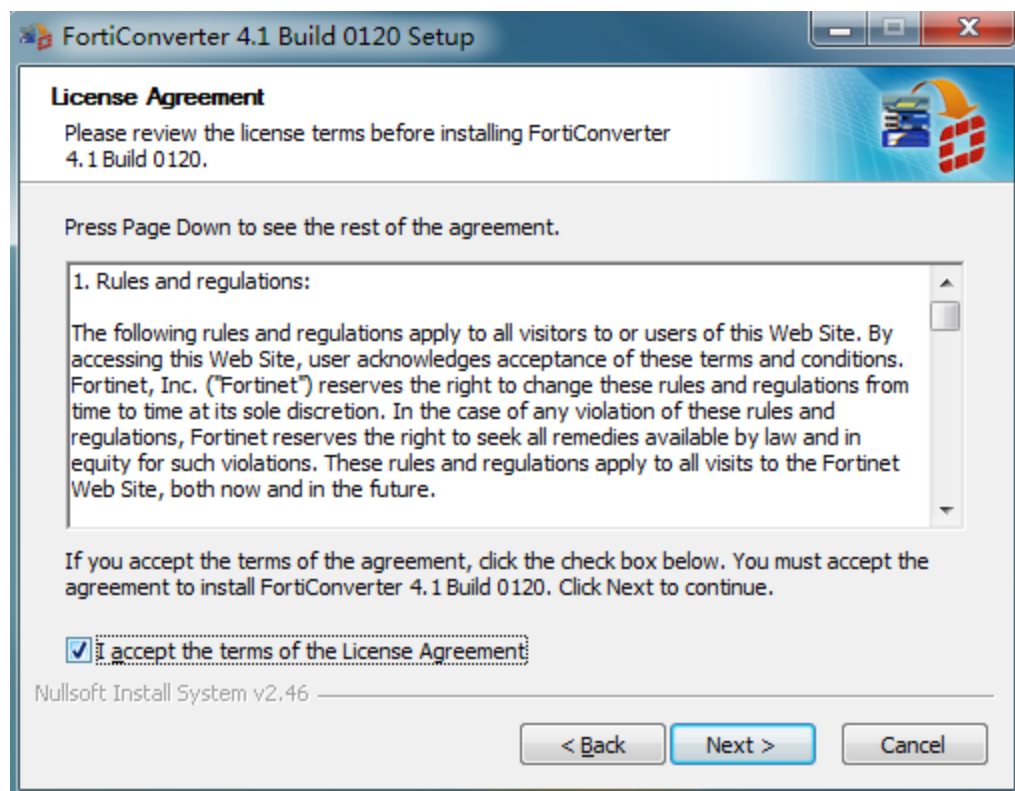 FortiConverter 4.1 Build 0120 Setup
License Agreement
Please review the license terms before installing FortiConverter
4.1 Build 0120.
Press Page Down to see the rest of the agreement.
1. Rules and regulations:
The following rules and regulations apply to all visitors to or users of this Web Site. By
accessing this Web Site, user acknowledges acceptance of these terms and conditions.
Fortinet, Inc. ("Fortinet") reserves the right to change these rules and regulations from
time to time at its sole discretion. In the case of any violation of these rules and
regulations, Fortinet reserves the right to seek all remedies available by law and in
equity for such violations. These rules and regulations apply to all visits to the Fortinet
Web Site, both now and in the future.
If you accept the terms of the agreement, click the check box below. You must accept the
agreement to install FortiConverter 4.1 Build 0120. Click Next to continue.
I accept the terms of the License Agreement
Nullsoft Install System v2.46
< Back Next > Cancel